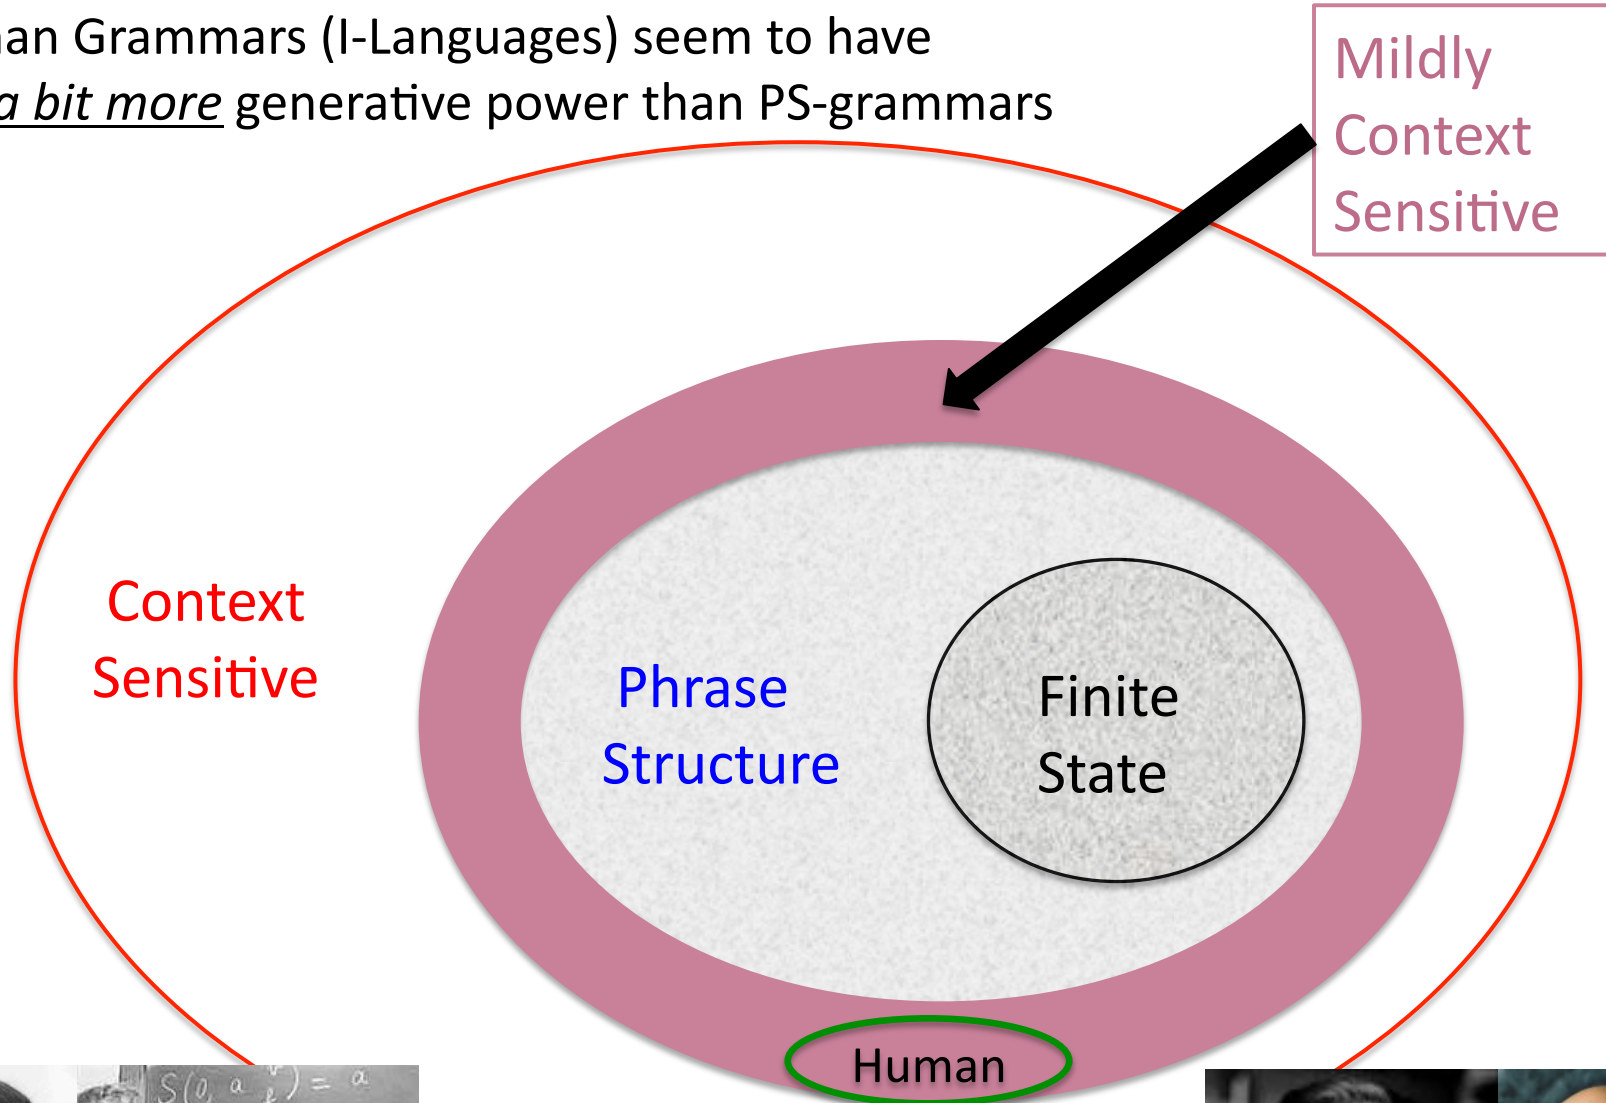 an Grammars (I-Languages) seem to have
a bit more generative power than PS-grammars
Mildly
Context
Sensitive
Context
Sensitive
Phrase
Structure
Finite
State
Human